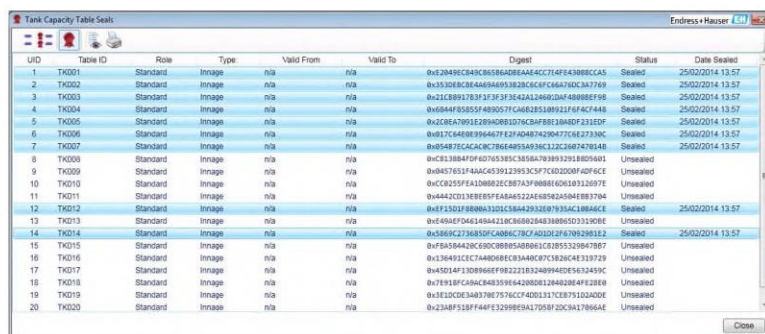 Tank Capacity Table Seals
Endress+Hauser EH
UID Table ID Role Type Valid From Valid To Digest Status Date Sealed
1 TK001 Standard Innage n/a n/a Sealed 25/02/2014 13:57
2 TK002 Standard Innage n/a n/a Sealed 25/02/2014 13:57
3 TK003 Standard Innage n/a n/a Sealed 25/02/2014 13:57
4 TK004 Standard Innage n/a n/a Sealed 25/02/2014 13:57
5 TK005 Standard Innage n/a n/a Sealed 25/02/2014 13:57
6 TK006 Standard Innage n/a n/a Sealed 25/02/2014 13:57
7 TK007 Standard Innage n/a n/a Sealed 25/02/2014 13:57
8 TK008 Standard Innage n/a n/a Unsealed
9 TK009 Standard Innage n/a n/a Unsealed
10 TK010 Standard Innage n/a n/a Unsealed
11 TK011 Standard Innage n/a n/a Unsealed
12 TK012 Standard Innage n/a n/a Sealed 25/02/2014 13:57
13 TK013 Standard Innage n/a n/a Unsealed
14 TK014 Standard Innage n/a n/a Sealed 25/02/2014 13:57
15 TK015 Standard Innage n/a n/a Unsealed
16 TK016 Standard Innage n/a n/a Unsealed
17 TK017 Standard Innage n/a n/a Unsealed
18 TK018 Standard Innage n/a n/a Unsealed
19 TK019 Standard Innage n/a n/a Unsealed
20 TK020 Standard Innage n/a n/a Unsealed
Close